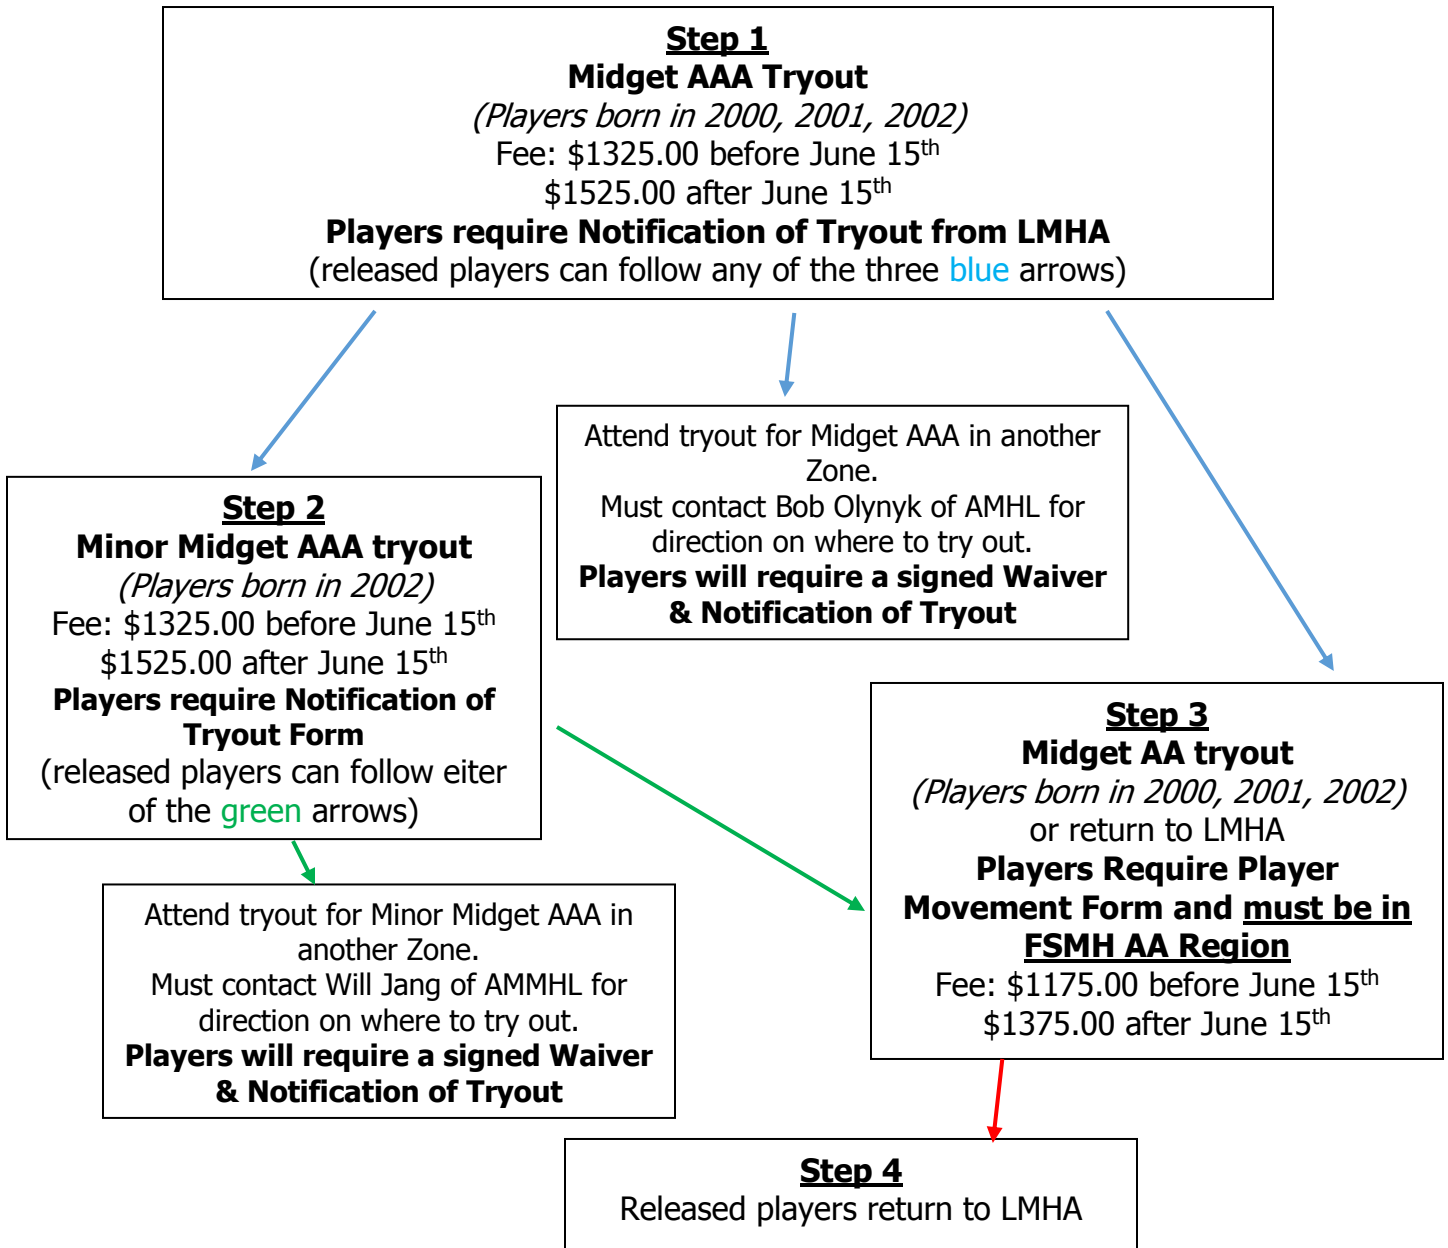 Step 1
Midget AAA Tryout
(Players born in 2000, 2001, 2002)
Fee: $1325.00 before June 15th
$1525.00 after June 15th
Players require Notification of Tryout from LMHA
(released players can follow any of the three blue arrows)
Attend tryout for Midget AAA in another
Zone.
Must contact Bob Olynyk of AMHL for
direction on where to try out.
Players will require a signed Waiver
& Notification of Tryout
Step 2
Minor Midget AAA tryout
(Players born in 2002)
Fee: $1325.00 before June 15th
$1525.00 after June 15th
Players require Notification of
Tryout Form
(released players can follow eiter
of the green arrows)
Step 3
Midget AA tryout
(Players born in 2000, 2001, 2002)
or return to LMHA
Players Require Player
Movement Form and must be in
FSMH AA Region
Fee: $1175.00 before June 15th
$1375.00 after June 15th
Attend tryout for Minor Midget AAA in
another Zone.
Must contact Will Jang of AMMHL for
direction on where to try out.
Players will require a signed Waiver
& Notification of Tryout
Step 4
Released players return to LMHA